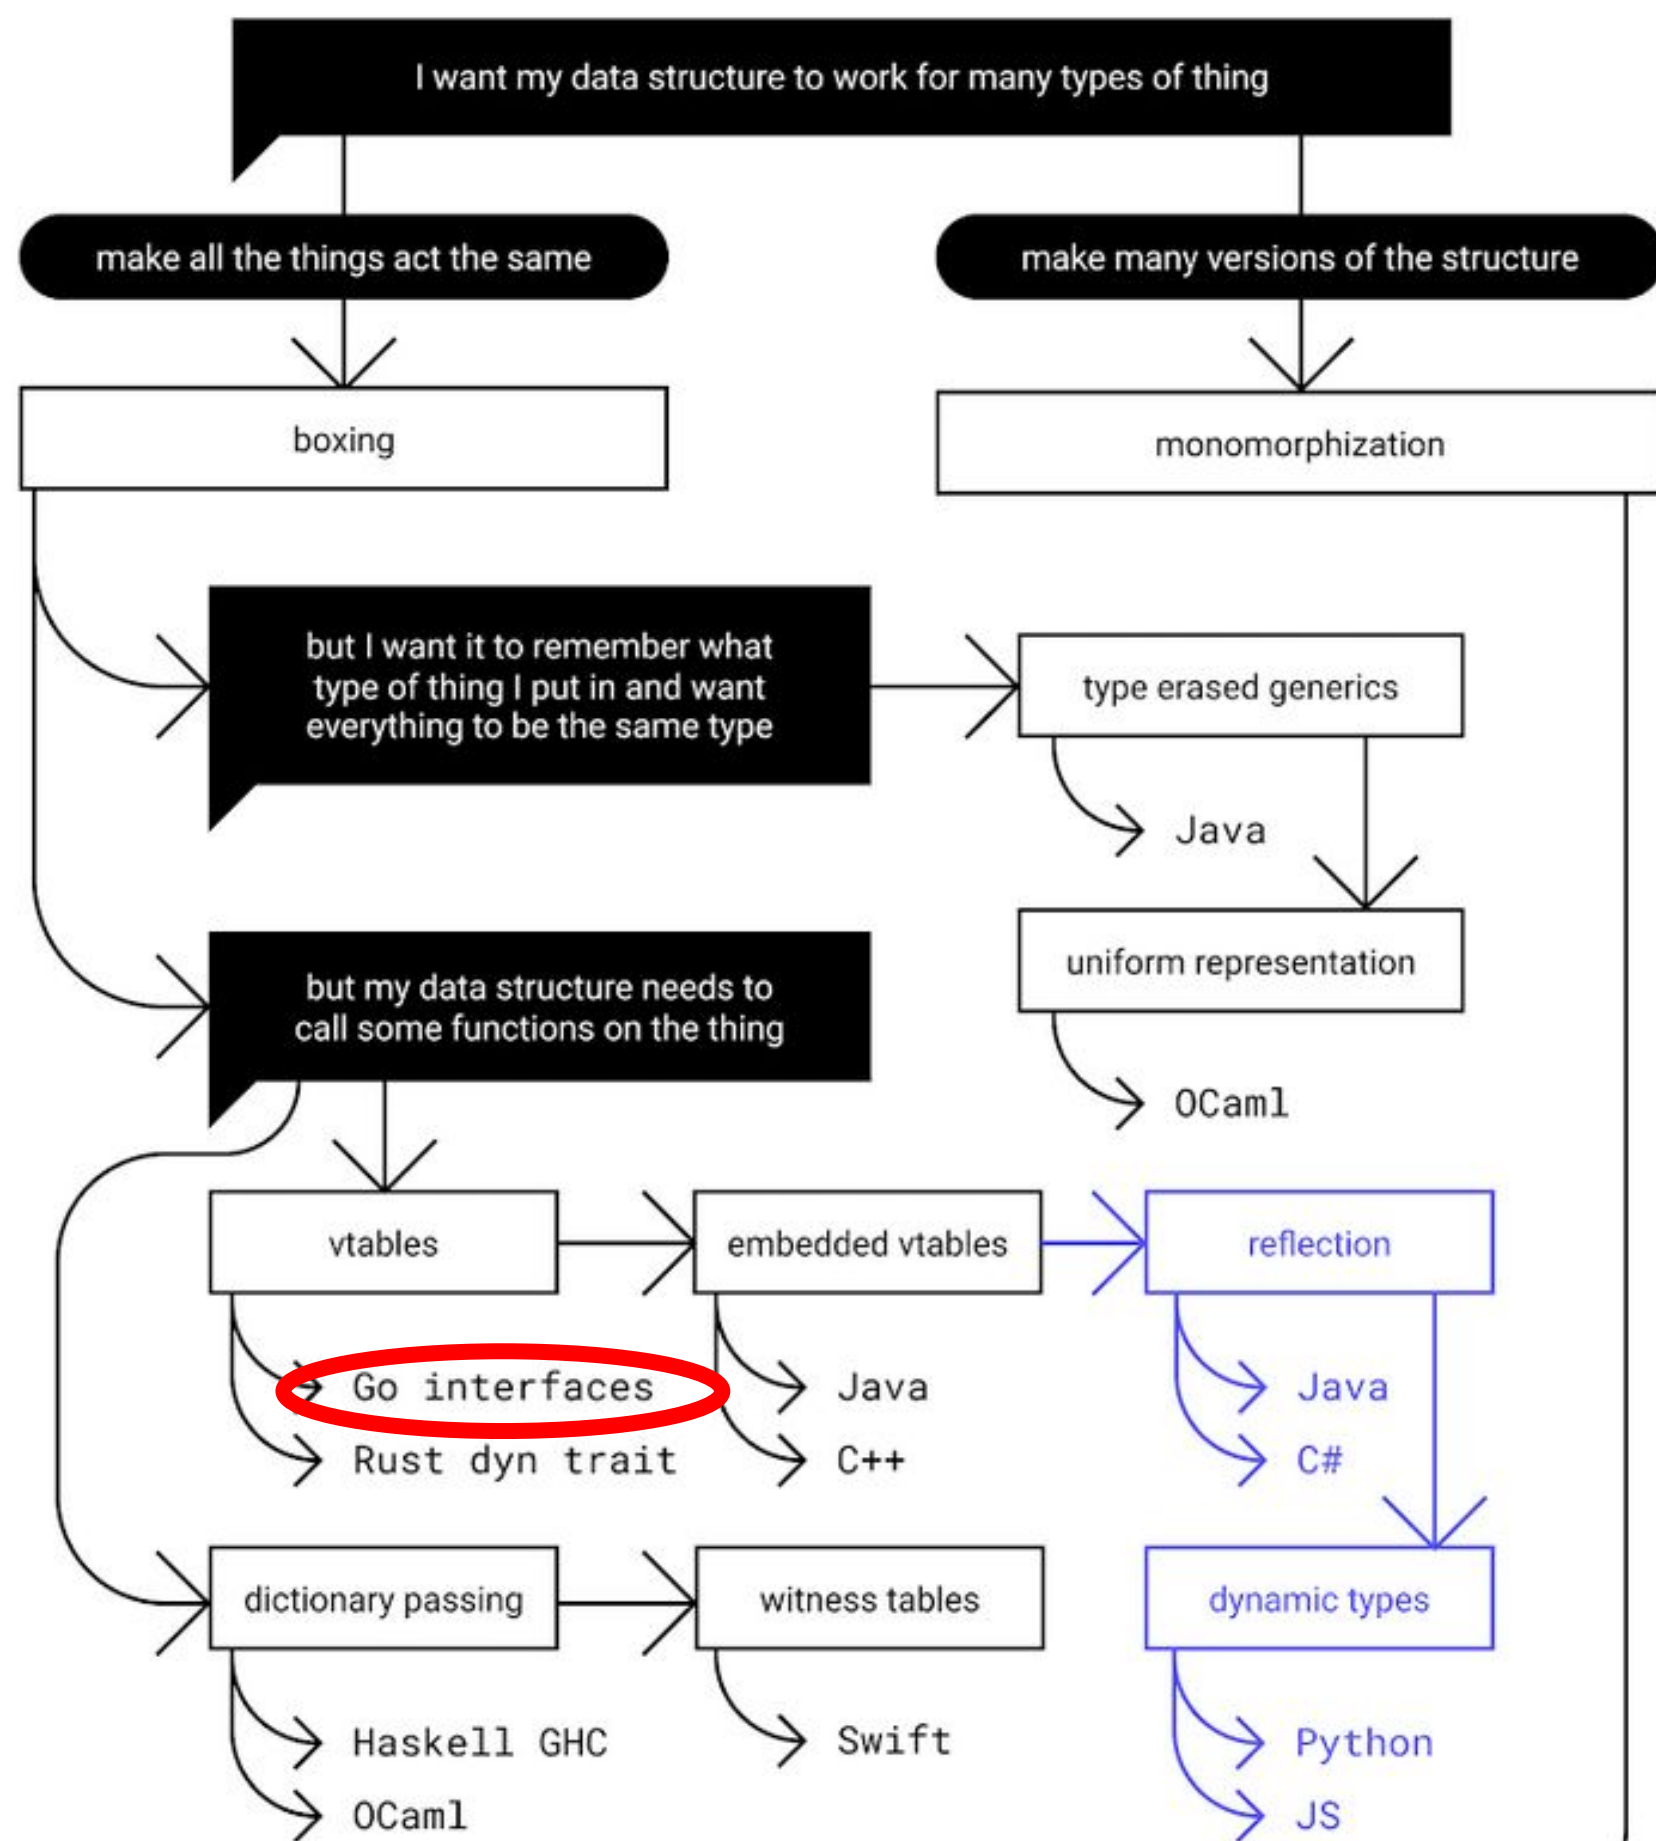 I want my data structure to work for many types of thing
make all the things act the same
make many versions of the structure
boxing
monomorphization
but I want it to remember what
type of thing I put in and want
everything to be the same type
type erased generics
Java
uniform representation
OCaml
but my data structure needs to
call some functions on the thing
vtables
embedded vtables
reflection
Go interfaces
Java
Java
Rust dyn trait
C++
C#
dictionary passing
witness tables
dynamic types
Haskell GHC
Swift
Python
OCaml
JS